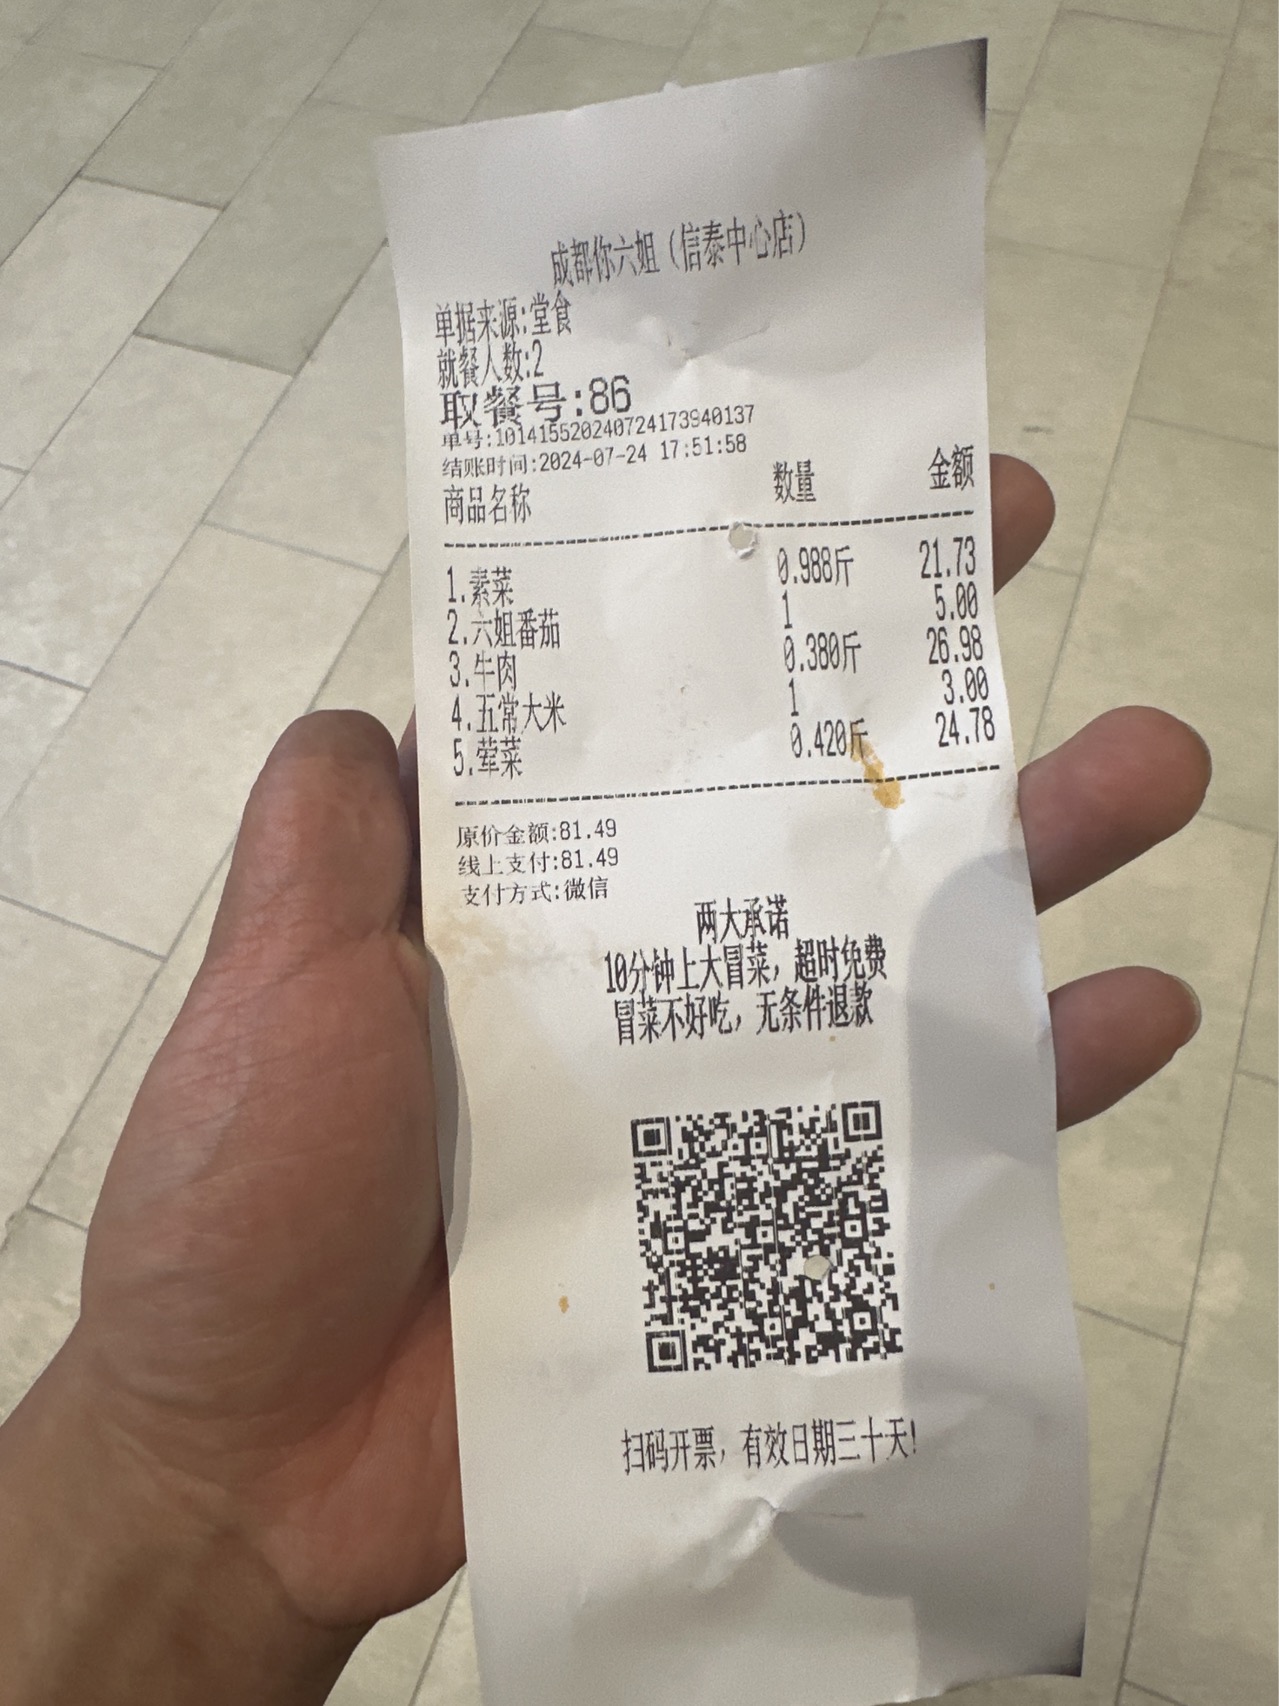 成都你六姐（信泰中心店）
单据来源:堂食
就餐人数:2
取餐号:86
单号:10141552024072417394​0137
结账时间:2024-07-24 17:51:58
商品名称 数量 金额
1.素菜 0.988斤 21.73
2.六姐番茄 1 5.00
3.牛肉 0.380斤 26.98
4.五常大米 1 3.00
5.荤菜 0.420斤 24.78
原价金额:81.49
线上支付:81.49
支付方式:微信
两大承诺
10分钟上大冒菜，超时免费
冒菜不好吃，无条件退款
扫码开票，有效日期三十天!